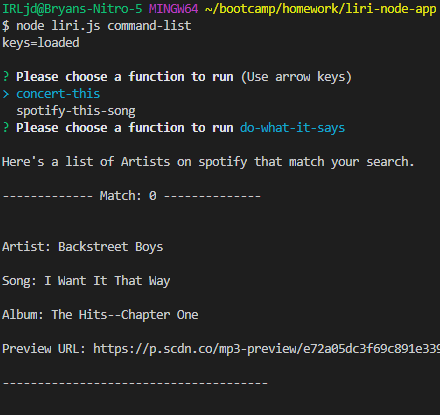 IRLjd@Bryans-Nitro-5 MINGW64 ~/bootcamp/homework/liri-node-app
$ node liri.js command-list
keys=loaded
? Please choose a function to run (Use arrow keys)
> concert-this
spotify-this-song
? Please choose a function to run do-what-it-says
Here's a list of Artists on spotify that match your search.
------------- Match: 0 --------------
Artist: Backstreet Boys
Song: I Want It That Way
Album: The Hits--Chapter One
Preview URL: https://p.scdn.co/mp3-preview/e72a05dc3f69c891e339
--------------------------------------